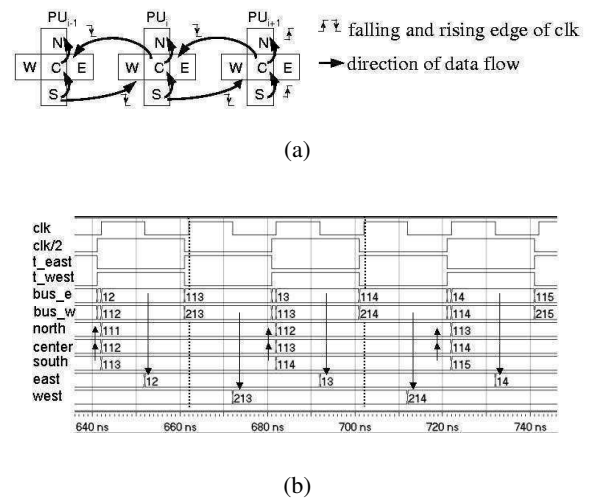 PUi-1 PUi PUi+1
N N N falling and rising edge of clk
W C E W C E W C E direction of data flow
S S S
(a)
clk
clk/2
t_east
t_west
bus_e 12 113 13 114 14 115
bus_w 112 213 113 214 114 215
north 111 112 113
center 112 113 114
south 113 114 115
east 12 13 14
west 213 214
640 ns 660 ns 680 ns 700 ns 720 ns 740 ns
(b)